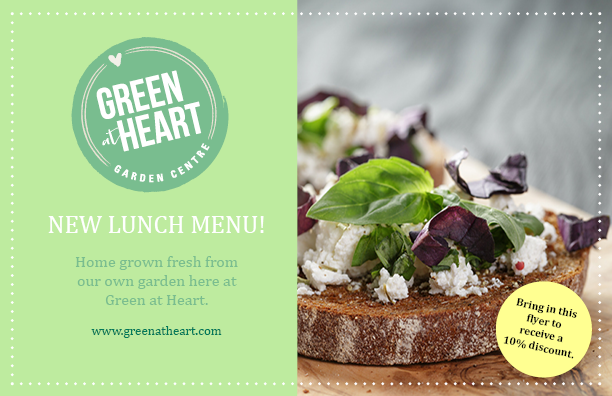 GREEN
at HEART
GARDEN CENTRE
NEW LUNCH MENU!
Home grown fresh from
our own garden here at
Green at Heart.
www.greenatheart.com
Bring in this
flyer to
receive a
10% discount.